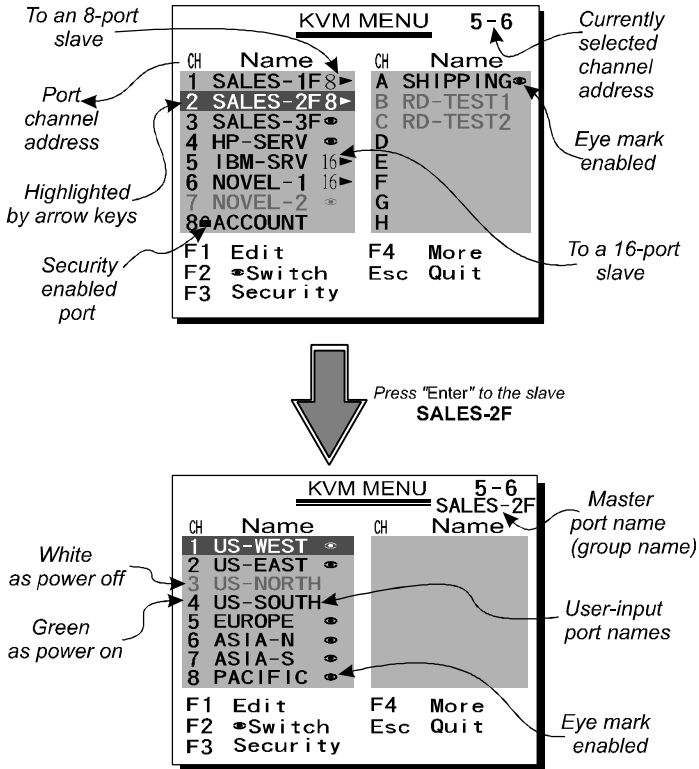 To an 8-port
slave
KVM MENU 5-6
Currently
selected
channel
address
CH Name CH Name
Port
channel
address
1 SALES-1F 8►
2 SALES-2F 8►
3 SALES-3F
4 HP-SERV
5 IBM-SRV 16►
6 NOVEL-1 16►
7 NOVEL-2
8 ACCOUNT
A SHIPPING
B RD-TEST1
C RD-TEST2
D
E
F
G
H
Eye mark
enabled
Highlighted
by arrow keys
Security
enabled
port
To a 16-port
slave
F1 Edit
F2 Switch
F3 Security
F4 More
Esc Quit
Press "Enter" to the slave
SALES-2F
KVM MENU 5-6
SALES-2F
Master
port name
(group name)
CH Name CH Name
White
as power off
Green
as power on
1 US-WEST
2 US-EAST
3 US-NORTH
4 US-SOUTH
5 EUROPE
6 ASIA-N
7 ASIA-S
8 PACIFIC
User-input
port names
F1 Edit
F2 Switch
F3 Security
F4 More
Esc Quit
Eye mark
enabled